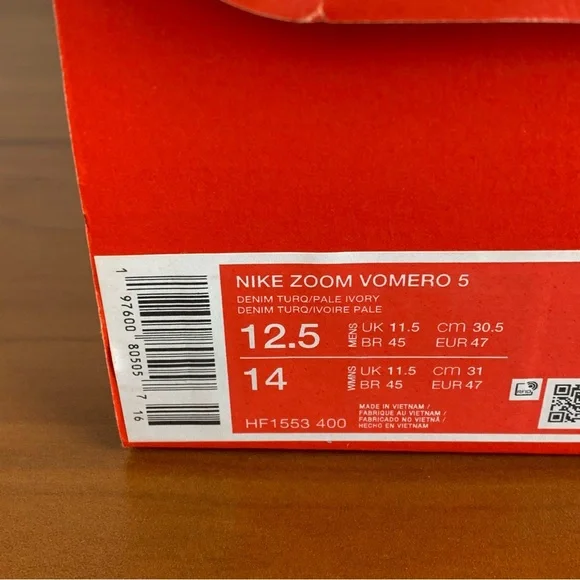 NIKE ZOOM VOMERO 5
DENIM TURQ/PALE IVORY
DENIM TURQ/IVOIRE PALE
12.5 MENS UK 11.5 CM 30.5
BR 45 EUR 47
14 WMNS UK 11.5 CM 31
BR 45 EUR 47
HF1553 400
MADE IN VIETNAM /
FABRIQUE AU VIETNAM /
FABRICADO NO VIETNÃ /
HECHO EN VIETNAM
1 97600 80505 7 16